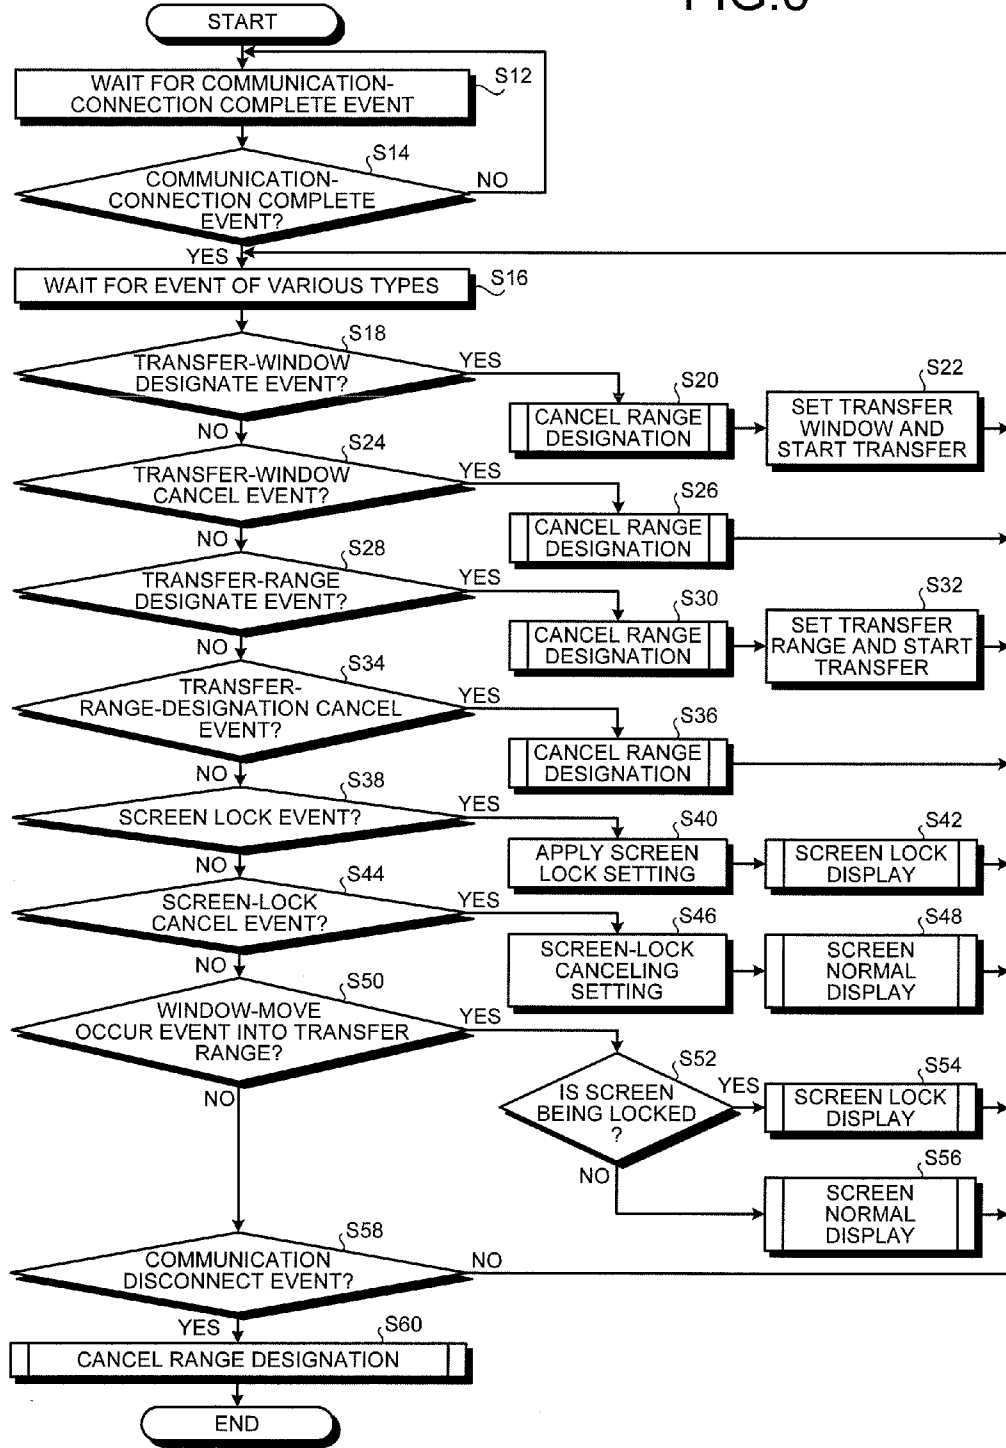 FIG.6
START
WAIT FOR COMMUNICATION-
CONNECTION COMPLETE EVENT
S12
S14
COMMUNICATION-
CONNECTION COMPLETE
EVENT?
NO
YES
WAIT FOR EVENT OF VARIOUS TYPES
S16
S18
TRANSFER-WINDOW
DESIGNATE EVENT?
YES
NO
S20
CANCEL RANGE
DESIGNATION
S22
SET TRANSFER
WINDOW AND
START TRANSFER
S24
TRANSFER-WINDOW
CANCEL EVENT?
YES
NO
S26
CANCEL RANGE
DESIGNATION
S28
TRANSFER-RANGE
DESIGNATE EVENT?
YES
NO
S30
CANCEL RANGE
DESIGNATION
S32
SET TRANSFER
RANGE AND START
TRANSFER
S34
TRANSFER-
RANGE-DESIGNATION CANCEL
EVENT?
YES
NO
S36
CANCEL RANGE
DESIGNATION
S38
SCREEN LOCK EVENT?
YES
NO
S40
APPLY SCREEN
LOCK SETTING
S42
SCREEN LOCK
DISPLAY
S44
SCREEN-LOCK
CANCEL EVENT?
YES
NO
S46
SCREEN-LOCK
CANCELING
SETTING
S48
SCREEN
NORMAL
DISPLAY
S50
WINDOW-MOVE
OCCUR EVENT INTO TRANSFER
RANGE?
YES
NO
S52
IS SCREEN
BEING LOCKED
?
YES
NO
S54
SCREEN LOCK
DISPLAY
S56
SCREEN
NORMAL
DISPLAY
S58
COMMUNICATION
DISCONNECT EVENT?
NO
YES
S60
CANCEL RANGE DESIGNATION
END